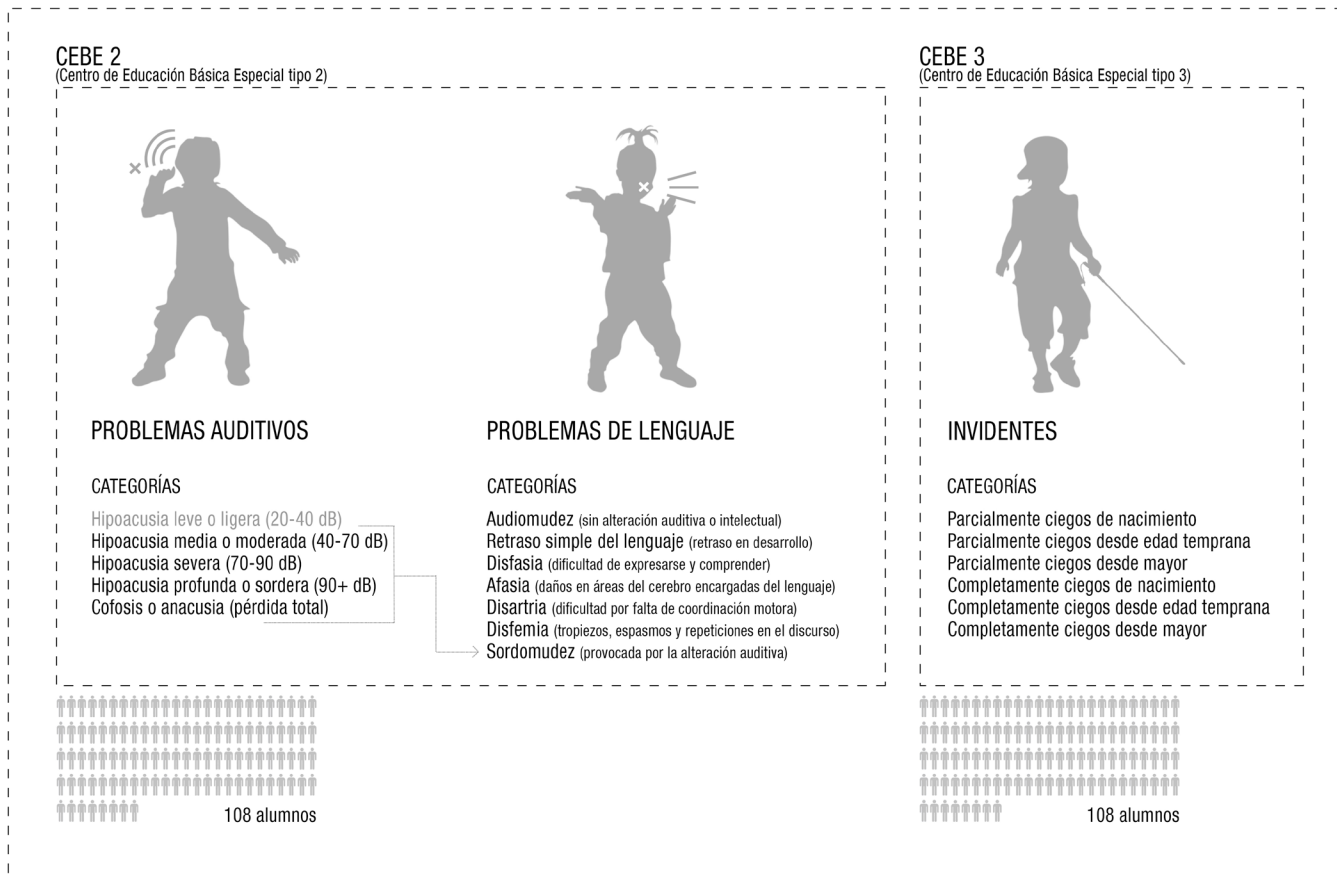 CEBE 2
(Centro de Educación Básica Especial tipo 2)
PROBLEMAS AUDITIVOS
CATEGORÍAS
Hipoacusia leve o ligera (20-40 dB)
Hipoacusia media o moderada (40-70 dB)
Hipoacusia severa (70-90 dB)
Hipoacusia profunda o sordera (90+ dB)
Cofosis o anacusia (pérdida total)
PROBLEMAS DE LENGUAJE
CATEGORÍAS
Audiomudez (sin alteración auditiva o intelectual)
Retraso simple del lenguaje (retraso en desarrollo)
Disfasia (dificultad de expresarse y comprender)
Afasia (daños en áreas del cerebro encargadas del lenguaje)
Disartria (dificultad por falta de coordinación motora)
Disfemia (tropiezos, espasmos y repeticiones en el discurso)
Sordomudez (provocada por la alteración auditiva)
108 alumnos
CEBE 3
(Centro de Educación Básica Especial tipo 3)
INVIDENTES
CATEGORÍAS
Parcialmente ciegos de nacimiento
Parcialmente ciegos desde edad temprana
Parcialmente ciegos desde mayor
Completamente ciegos de nacimiento
Completamente ciegos desde edad temprana
Completamente ciegos desde mayor
108 alumnos